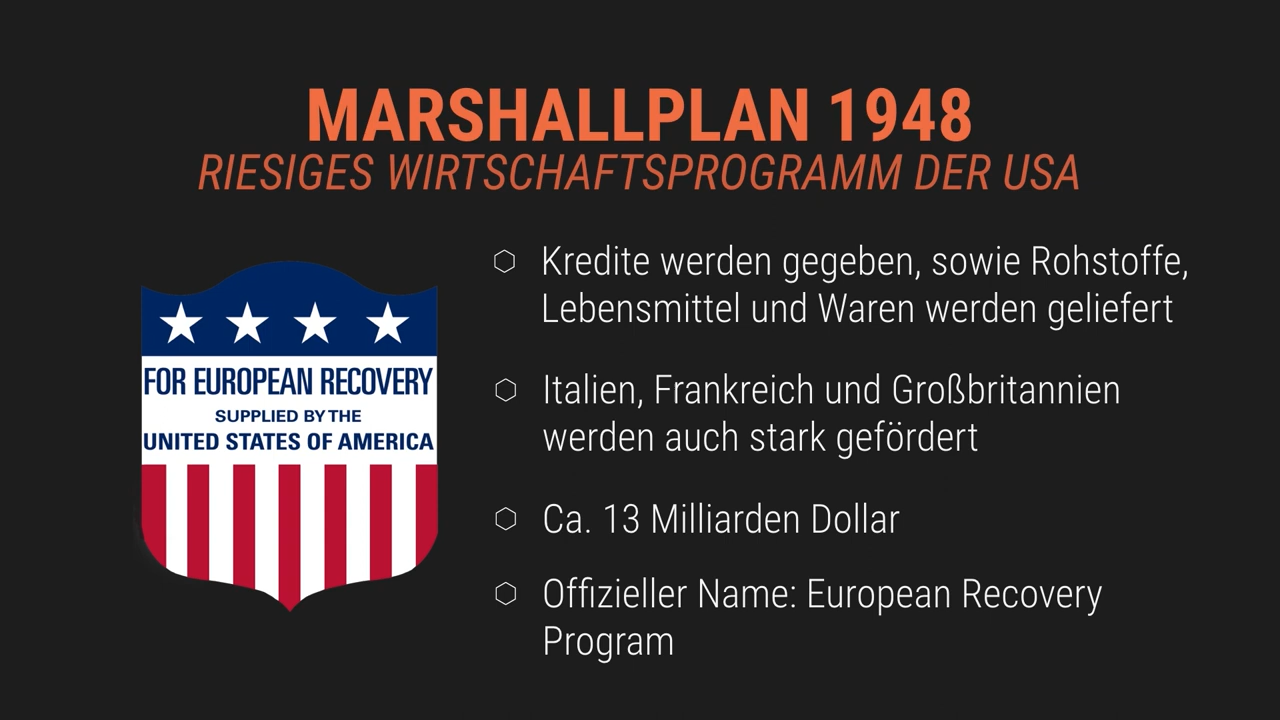 MARSHALLPLAN 1948
RIESIGES WIRTSCHAFTSPROGRAMM DER USA
FOR EUROPEAN RECOVERY
SUPPLIED BY THE
UNITED STATES OF AMERICA
Kredite werden gegeben, sowie Rohstoffe,
Lebensmittel und Waren werden geliefert
Italien, Frankreich und Großbritannien
werden auch stark gefördert
Ca. 13 Milliarden Dollar
Offizieller Name: European Recovery
Program